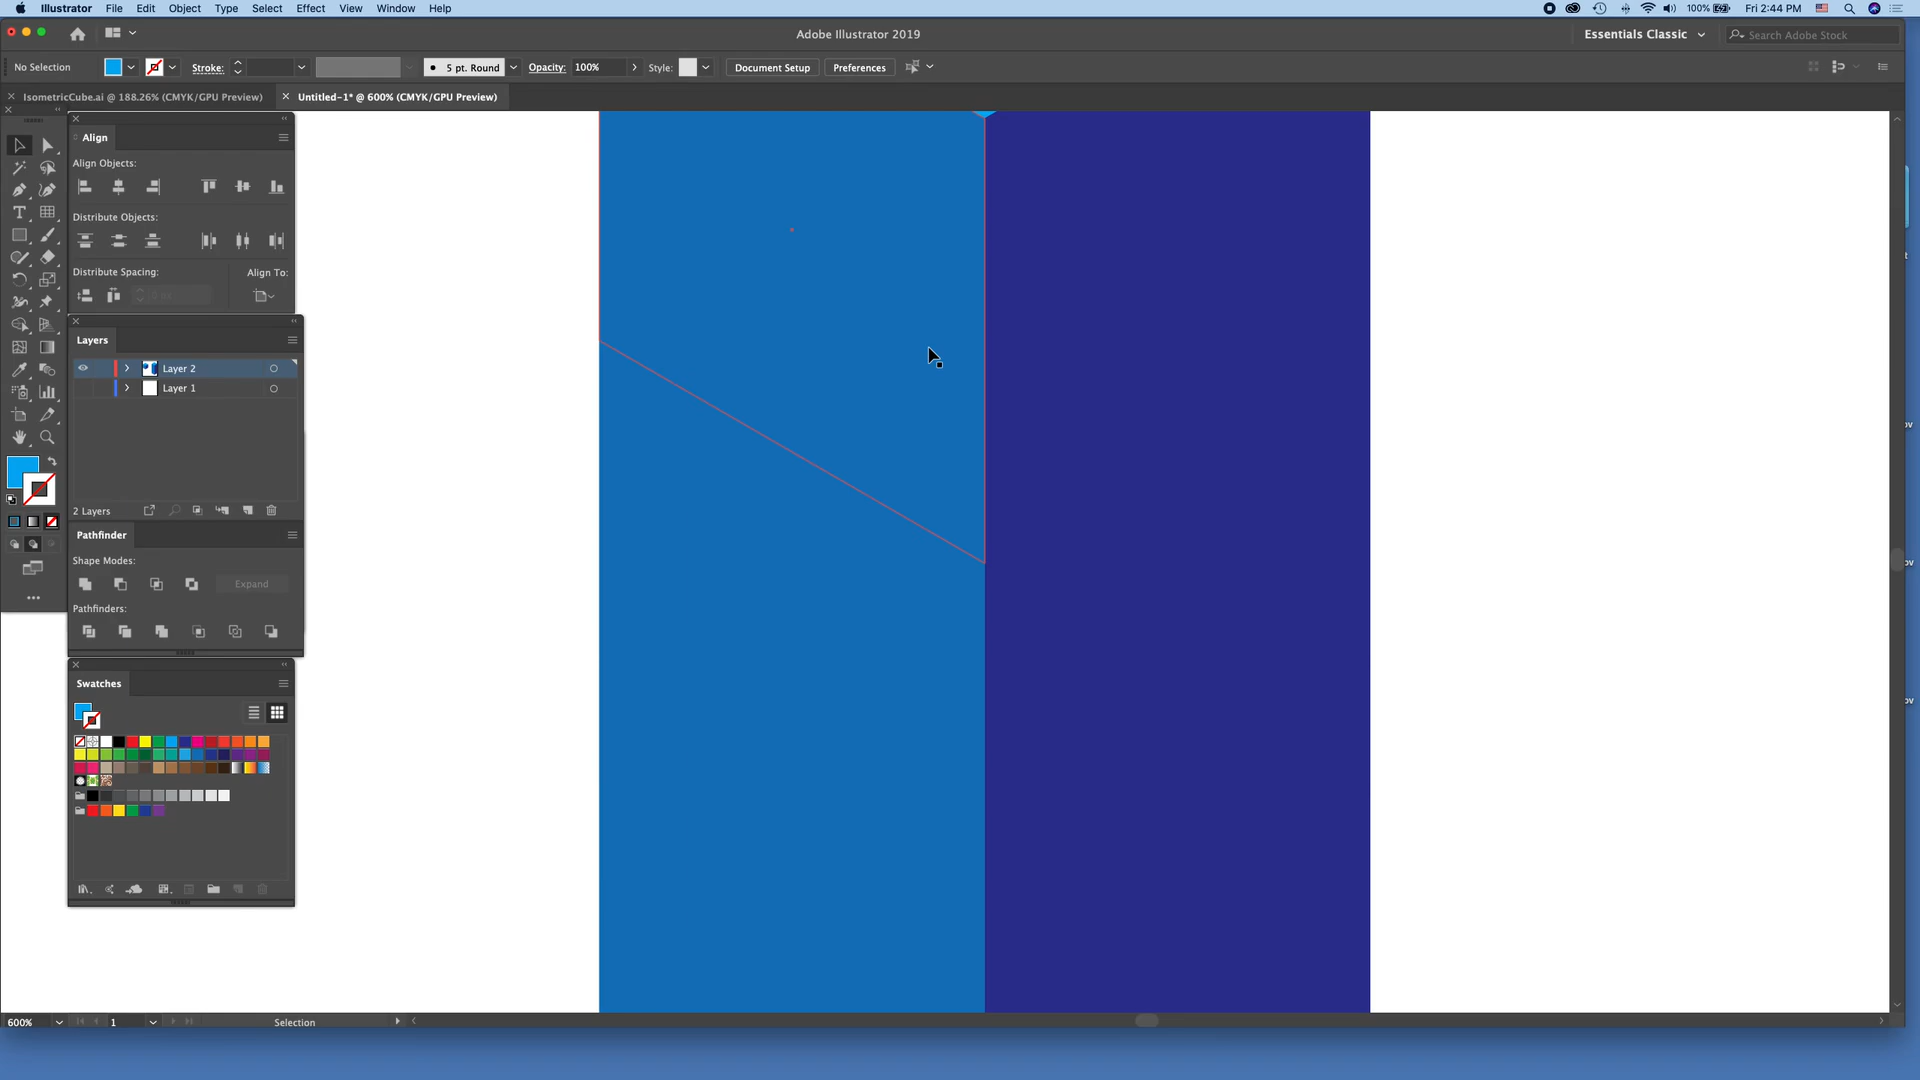 Illustrator File Edit Object Type Select Effect View Window Help
100% Fri 2:44 PM
Adobe Illustrator 2019
Essentials Classic
Search Adobe Stock
No Selection
Stroke:
5 pt. Round
Opacity: 100%
Style:
Document Setup
Preferences
IsometricCube.ai @ 188.26% (CMYK/GPU Preview)
Untitled-1* @ 600% (CMYK/GPU Preview)
Align
Align Objects:
Distribute Objects:
Distribute Spacing:
Align To:
Layers
Layer 2
Layer 1
2 Layers
Pathfinder
Shape Modes:
Expand
Pathfinders:
Swatches
600%
1
Selection